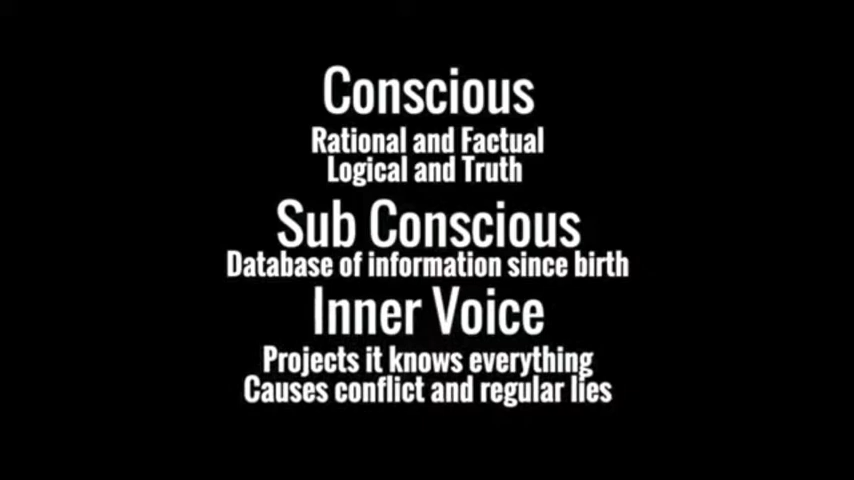 Conscious
Rational and Factual
Logical and Truth
Sub Conscious
Database of information since birth
Inner Voice
Projects it knows everything
Causes conflict and regular lies